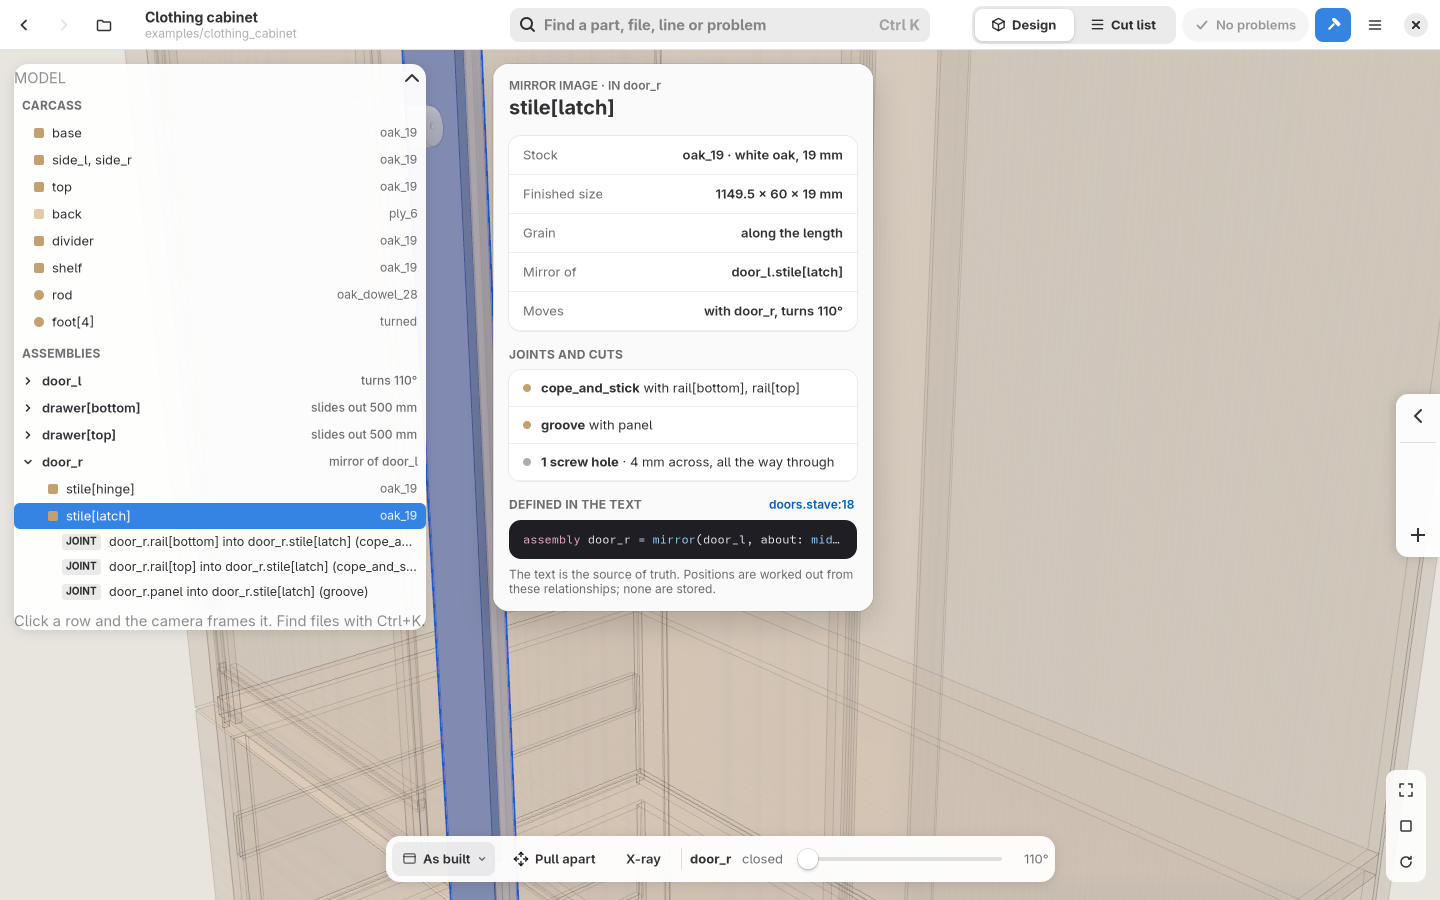 Clothing cabinet
examples/clothing_cabinet
Find a part, file, line or problem
Ctrl K
Design
Cut list
No problems
MODEL
CARCASS
base oak_19
side_l, side_r oak_19
top oak_19
back ply_6
divider oak_19
shelf oak_19
rod oak_dowel_28
foot[4] turned
ASSEMBLIES
door_l turns 110°
drawer[bottom] slides out 500 mm
drawer[top] slides out 500 mm
door_r mirror of door_l
stile[hinge] oak_19
stile[latch] oak_19
JOINT door_r.rail[bottom] into door_r.stile[latch] (cope_a...
JOINT door_r.rail[top] into door_r.stile[latch] (cope_and_s...
JOINT door_r.panel into door_r.stile[latch] (groove)
Click a row and the camera frames it. Find files with Ctrl+K.
MIRROR IMAGE · IN door_r
stile[latch]
Stock oak_19 · white oak, 19 mm
Finished size 1149.5 × 60 × 19 mm
Grain along the length
Mirror of door_l.stile[latch]
Moves with door_r, turns 110°
JOINTS AND CUTS
cope_and_stick with rail[bottom], rail[top]
groove with panel
1 screw hole · 4 mm across, all the way through
DEFINED IN THE TEXT doors.stave:18
assembly door_r = mirror(door_l, about: mid…
The text is the source of truth. Positions are worked out from
these relationships; none are stored.
As built
Pull apart
X-ray
door_r closed 110°